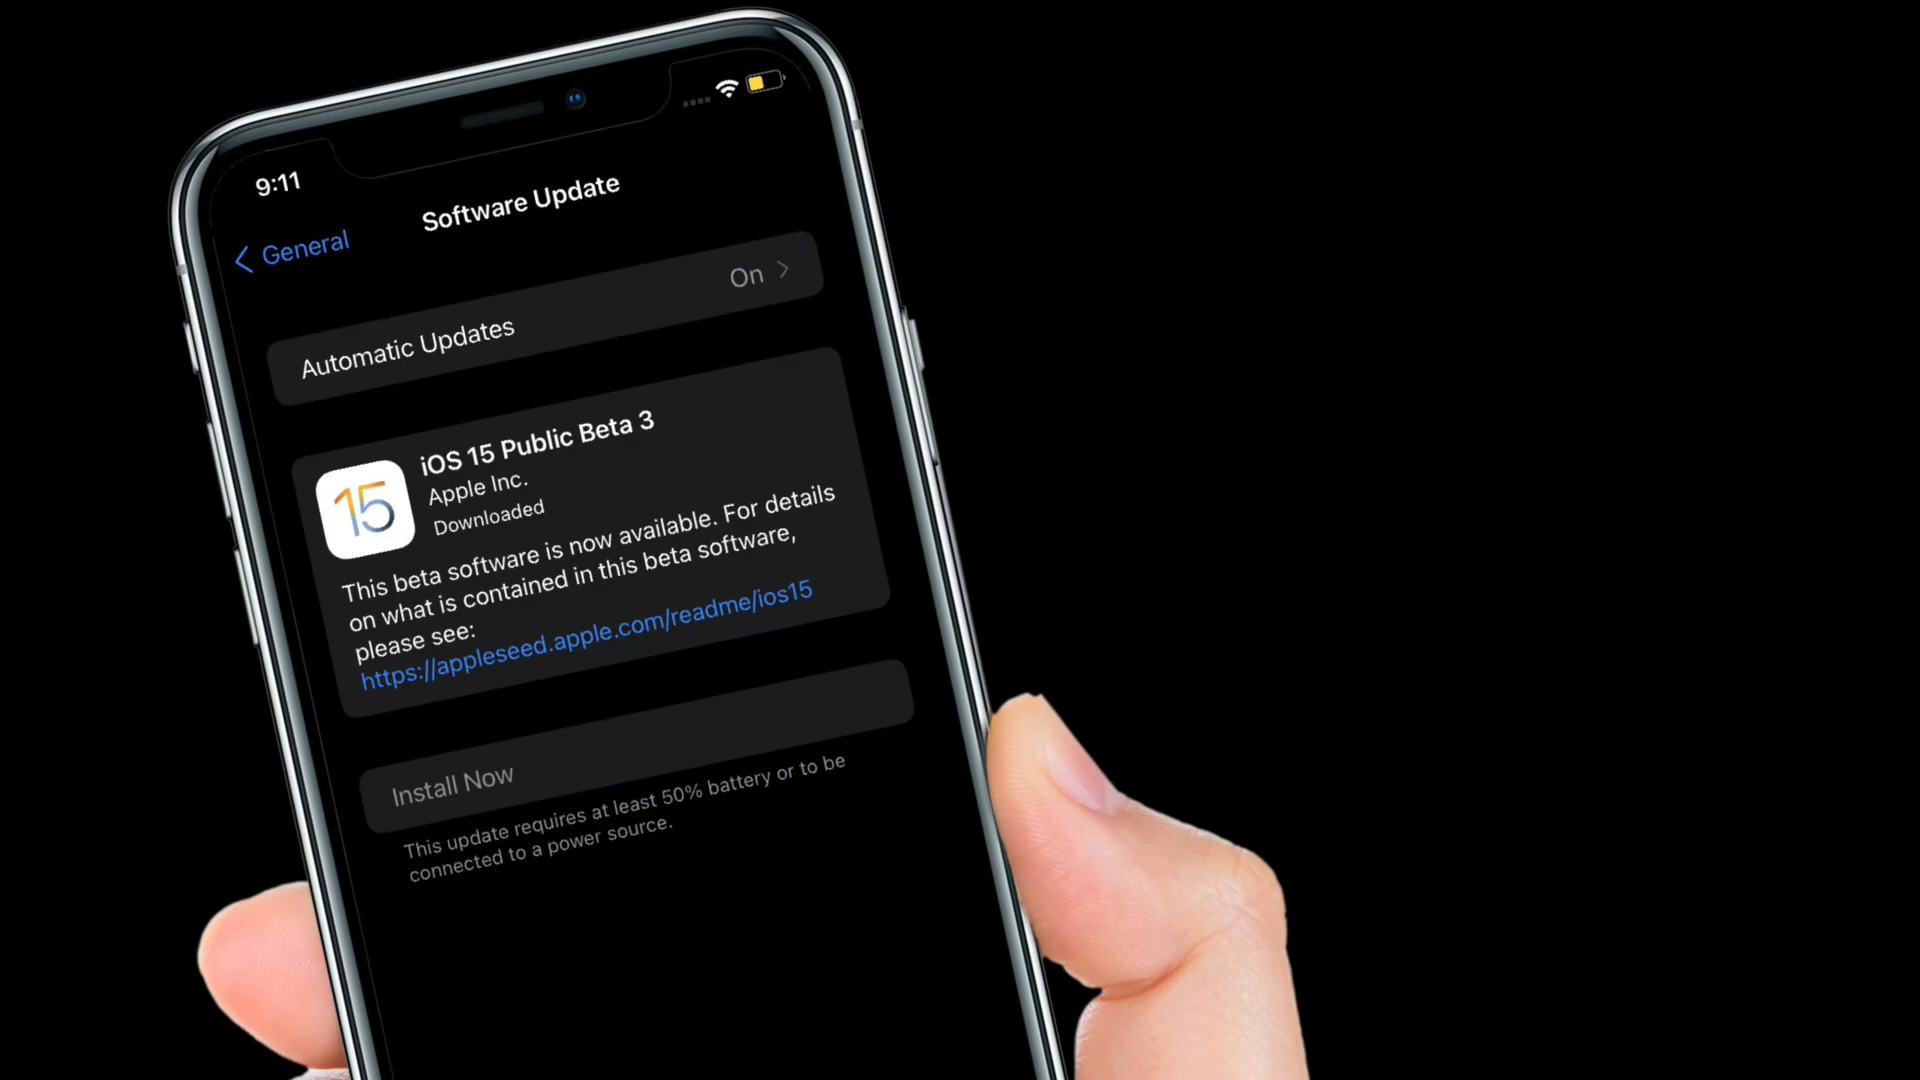 9:11
General
Software Update
Automatic Updates
On
15
iOS 15 Public Beta 3
Apple Inc.
Downloaded
This beta software is now available. For details
on what is contained in this beta software,
please see:
https://appleseed.apple.com/readme/ios15
Install Now
This update requires at least 50% battery or to be
connected to a power source.